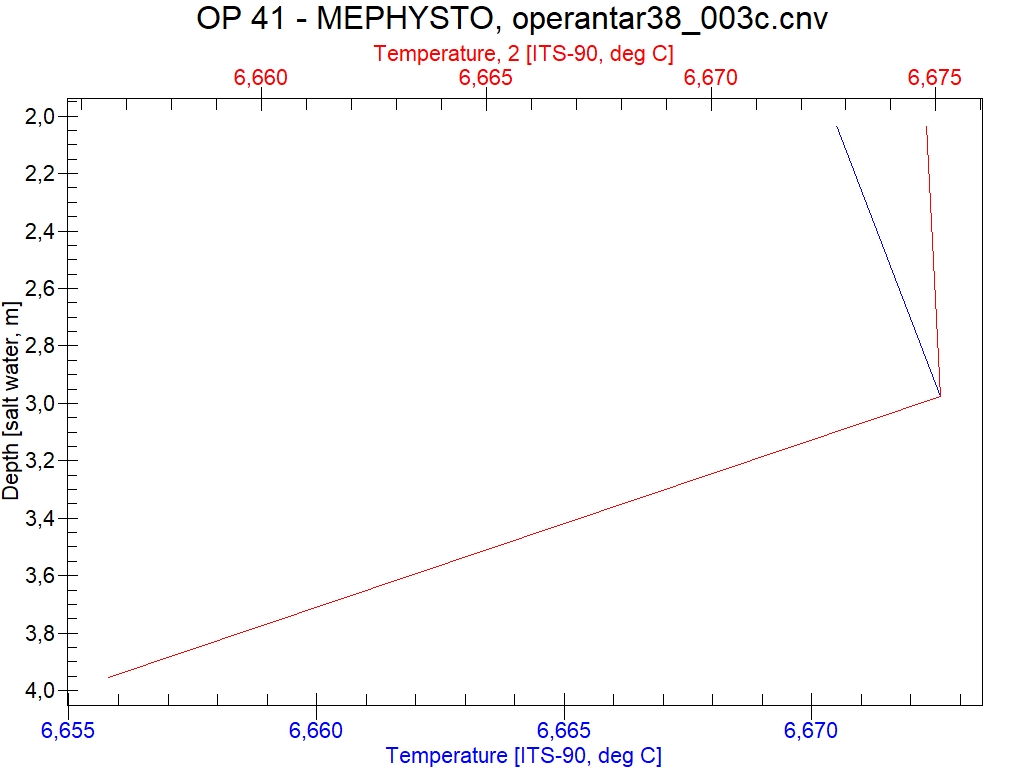 OP 41 - MEPHYSTO, operantar38_003c.cnv
Temperature, 2 [ITS-90, deg C]
6,660 6,665 6,670 6,675
2,0
2,2
2,4
2,6
2,8
3,0
3,2
3,4
3,6
3,8
4,0
Depth [salt water, m]
6,655 6,660 6,665 6,670
Temperature [ITS-90, deg C]